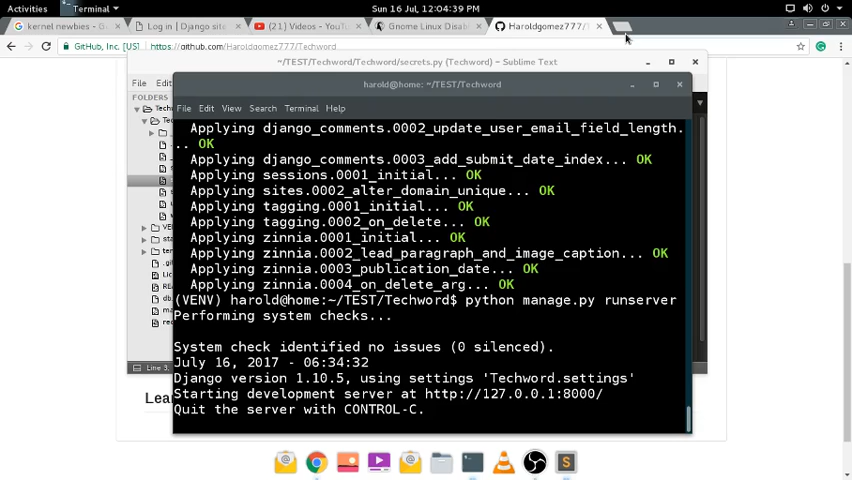 Activities
Terminal
Sun 16 Jul, 12:04:39 PM
kernel newbies -
Log in | Django site
(21) Videos - YouTu
Gnome Linux Disab
Haroldgomez777/
GitHub, Inc. [US]
https://github.com/Haroldgomez777/Techword
~/TEST/Techword/Techword/secrets.py (Techword) - Sublime Text
harold@home: ~/TEST/Techword
File
Edit
FOLDERS
File Edit View Search Terminal Help
Applying django_comments.0002_update_user_email_field_length.
.. OK
Applying django_comments.0003_add_submit_date_index... OK
Applying sessions.0001_initial... OK
Applying sites.0002_alter_domain_unique... OK
Applying tagging.0001_initial... OK
Applying tagging.0002_on_delete... OK
Applying zinnia.0001_initial... OK
Applying zinnia.0002_lead_paragraph_and_image_caption... OK
Applying zinnia.0003_publication_date... OK
Applying zinnia.0004_on_delete_arg... OK
(VENV) harold@home:~/TEST/Techword$ python manage.py runserver
Performing system checks...
System check identified no issues (0 silenced).
July 16, 2017 - 06:34:32
Django version 1.10.5, using settings 'Techword.settings'
Starting development server at http://127.0.0.1:8000/
Quit the server with CONTROL-C.